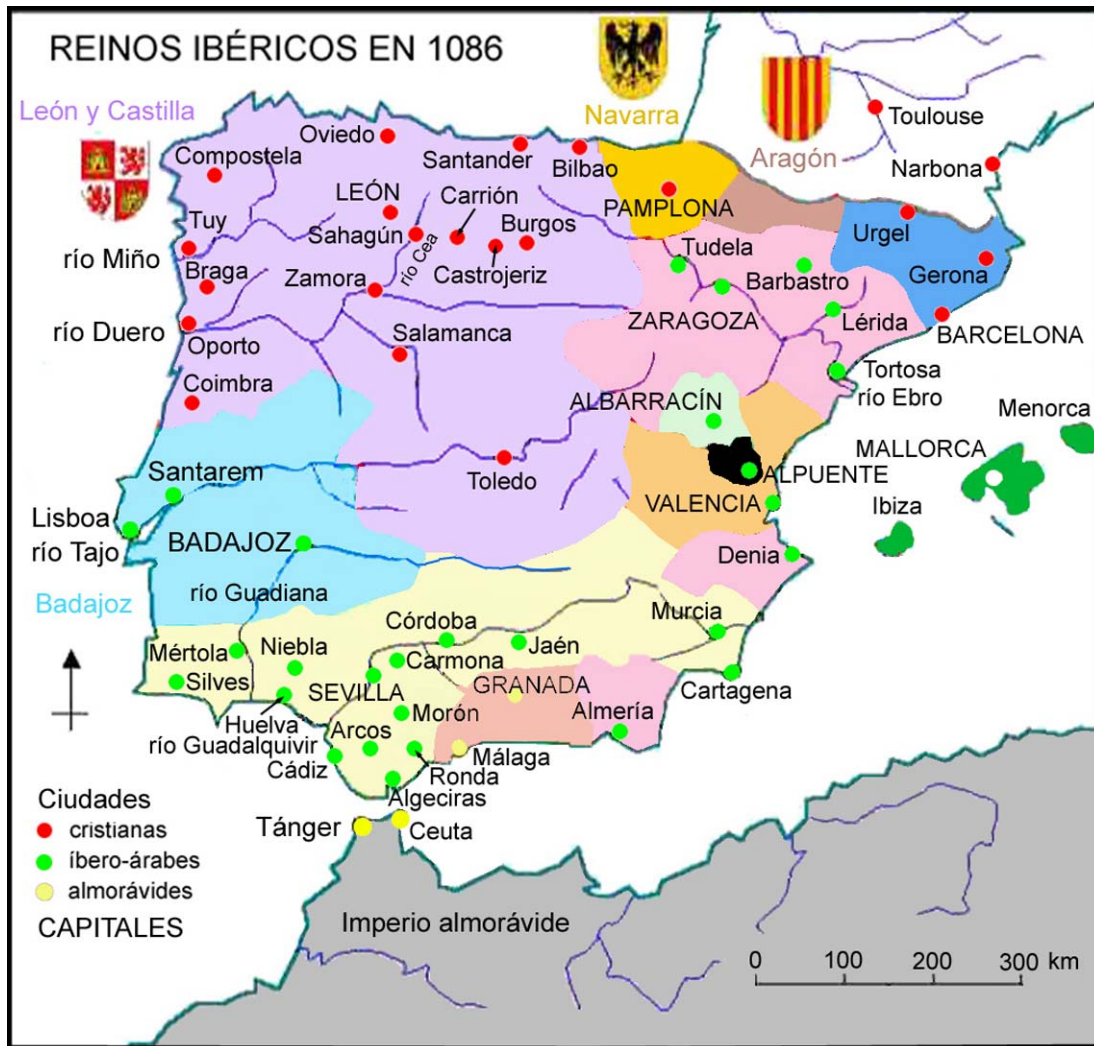 REINOS IBÉRICOS EN 1086
León y Castilla
Navarra
Aragón
Toulouse
Narbona
Oviedo
Santander
Bilbao
Compostela
LEÓN
Carrión
Burgos
PAMPLONA
Tuy
Sahagún
río Cea
Castrojeriz
Urgel
río Miño
Braga
Zamora
Tudela
Barbastro
Gerona
río Duero
Oporto
Salamanca
ZARAGOZA
Lérida
BARCELONA
Coimbra
Tortosa
río Ebro
ALBARRACÍN
Menorca
MALLORCA
Santarem
Toledo
ALPUENTE
VALENCIA
Ibiza
Lisboa
río Tajo
BADAJOZ
Denia
Badajoz
río Guadiana
Córdoba
Murcia
Mértola
Niebla
Jaén
Carmona
Silves
SEVILLA
GRANADA
Cartagena
Huelva
Morón
Almería
río Guadalquivir
Arcos
Cádiz
Ronda
Málaga
Algeciras
Ciudades
cristianas
íbero-árabes
almorávides
CAPITALES
Tánger
Ceuta
Imperio almorávide
0 100 200 300 km